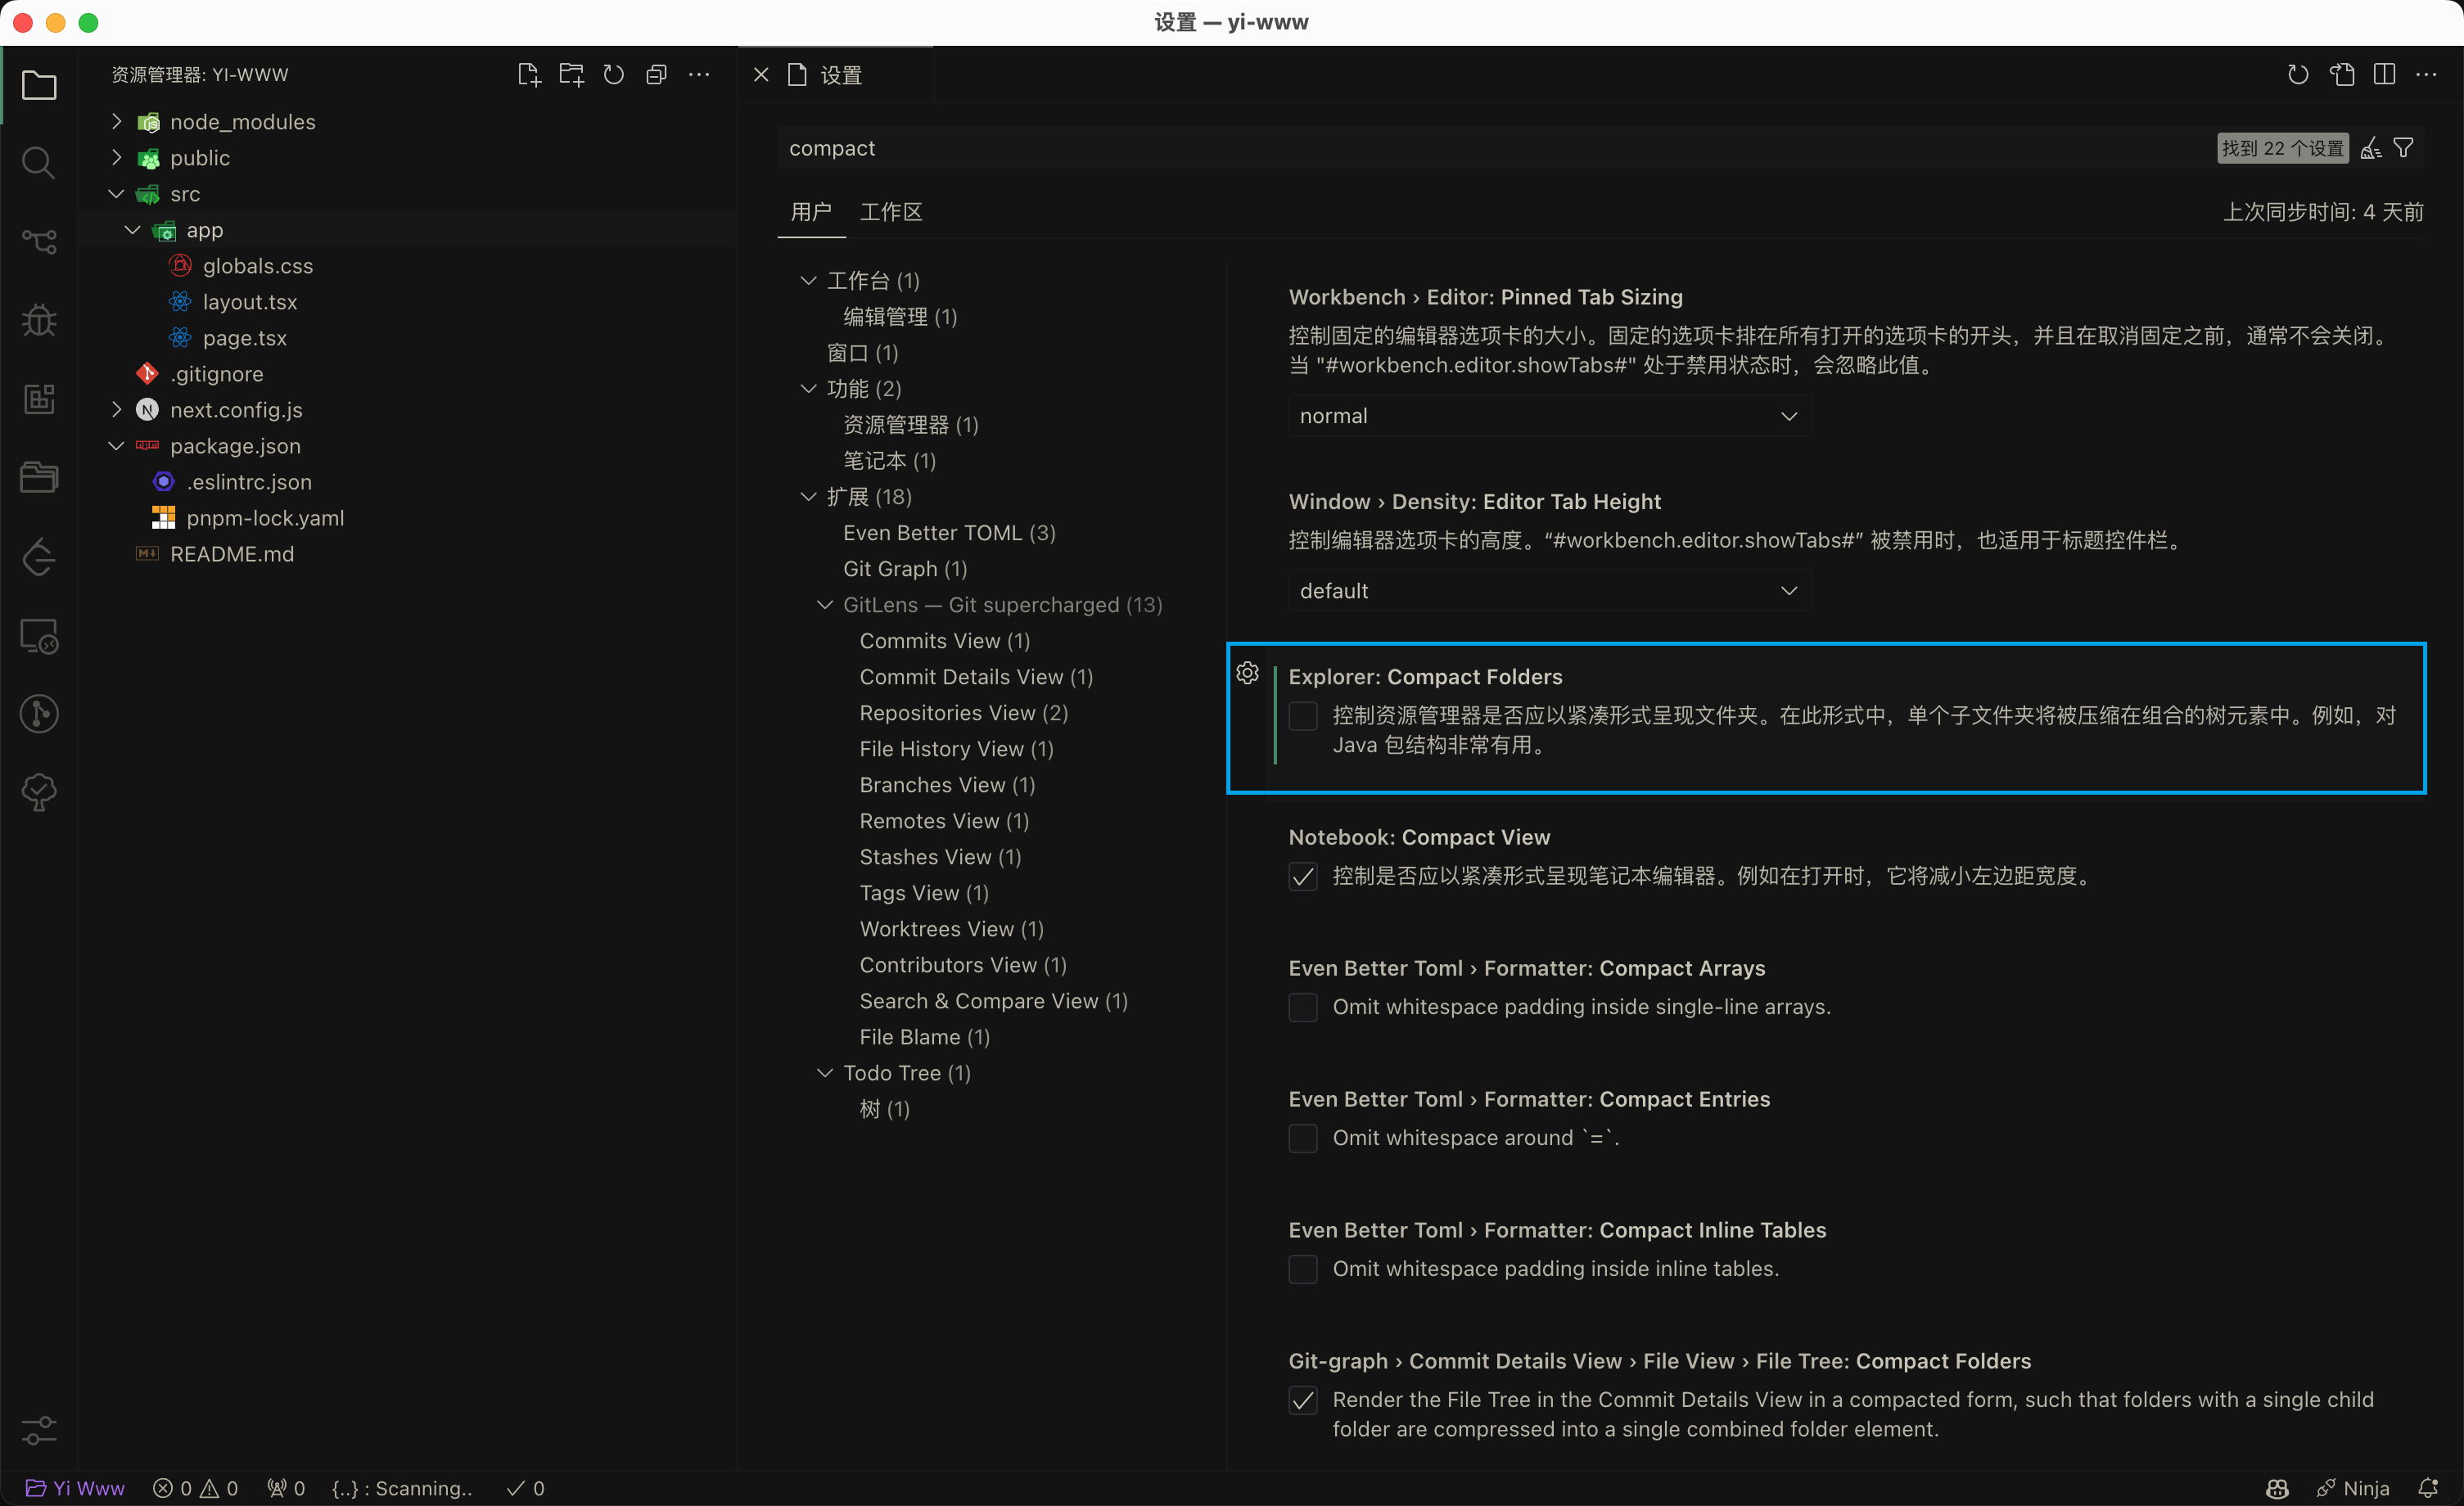 设置 — yi-www
资源管理器: YI-WWW
node_modules
public
src
app
globals.css
layout.tsx
page.tsx
.gitignore
next.config.js
package.json
.eslintrc.json
pnpm-lock.yaml
README.md
设置
compact
找到 22 个设置
用户
工作区
上次同步时间: 4 天前
工作台 (1)
编辑管理 (1)
窗口 (1)
功能 (2)
资源管理器 (1)
笔记本 (1)
扩展 (18)
Even Better TOML (3)
Git Graph (1)
GitLens — Git supercharged (13)
Commits View (1)
Commit Details View (1)
Repositories View (2)
File History View (1)
Branches View (1)
Remotes View (1)
Stashes View (1)
Tags View (1)
Worktrees View (1)
Contributors View (1)
Search & Compare View (1)
File Blame (1)
Todo Tree (1)
树 (1)
Workbench › Editor: Pinned Tab Sizing
控制固定的编辑器选项卡的大小。固定的选项卡排在所有打开的选项卡的开头，并且在取消固定之前，通常不会关闭。
当 "#workbench.editor.showTabs#" 处于禁用状态时，会忽略此值。
normal
Window › Density: Editor Tab Height
控制编辑器选项卡的高度。“#workbench.editor.showTabs#” 被禁用时，也适用于标题控件栏。
default
Explorer: Compact Folders
控制资源管理器是否应以紧凑形式呈现文件夹。在此形式中，单个子文件夹将被压缩在组合的树元素中。例如，对
Java 包结构非常有用。
Notebook: Compact View
控制是否应以紧凑形式呈现笔记本编辑器。例如在打开时，它将减小左边距宽度。
Even Better Toml › Formatter: Compact Arrays
Omit whitespace padding inside single-line arrays.
Even Better Toml › Formatter: Compact Entries
Omit whitespace around `=`.
Even Better Toml › Formatter: Compact Inline Tables
Omit whitespace padding inside inline tables.
Git-graph › Commit Details View › File View › File Tree: Compact Folders
Render the File Tree in the Commit Details View in a compacted form, such that folders with a single child
folder are compressed into a single combined folder element.
Yi Www
0
0
0
{..} : Scanning..
0
Ninja